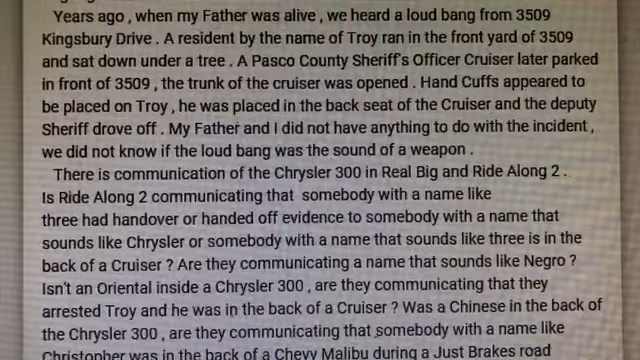 Years ago , when my Father was alive , we heard a loud bang from 3509
Kingsbury Drive . A resident by the name of Troy ran in the front yard of 3509
and sat down under a tree . A Pasco County Sheriff's Officer Cruiser later parked
in front of 3509 , the trunk of the cruiser was opened . Hand Cuffs appeared to
be placed on Troy , he was placed in the back seat of the Cruiser and the deputy
Sheriff drove off . My Father and I did not have anything to do with the incident ,
we did not know if the loud bang was the sound of a weapon .
There is communication of the Chrysler 300 in Real Big and Ride Along 2 .
Is Ride Along 2 communicating that somebody with a name like
three had handover or handed off evidence to somebody with a name that
sounds like Chrysler or somebody with a name that sounds like three is in the
back of a Cruiser ? Are they communicating a name that sounds like Negro ?
Isn't an Oriental inside a Chrysler 300 , are they communicating that they
arrested Troy and he was in the back of a Cruiser ? Was a Chinese in the back of
the Chrysler 300 , are they communicating that somebody with a name like
Christopher was in the back of a Chevy Malibu during a Just Brakes road